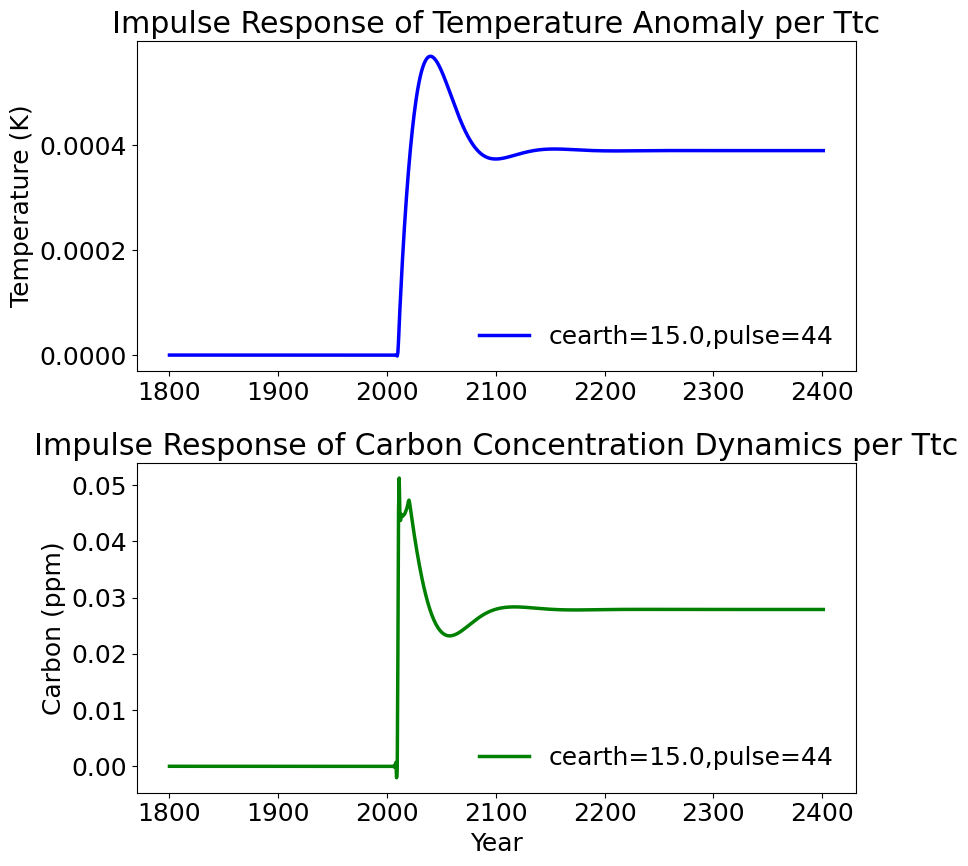 Impulse Response of Temperature Anomaly per Ttc
Temperature (K)
0.0004
0.0002
0.0000
cearth=15.0,pulse=44
1800 1900 2000 2100 2200 2300 2400
Impulse Response of Carbon Concentration Dynamics per Ttc
Carbon (ppm)
0.05
0.04
0.03
0.02
0.01
0.00
cearth=15.0,pulse=44
1800 1900 2000 2100 2200 2300 2400
Year